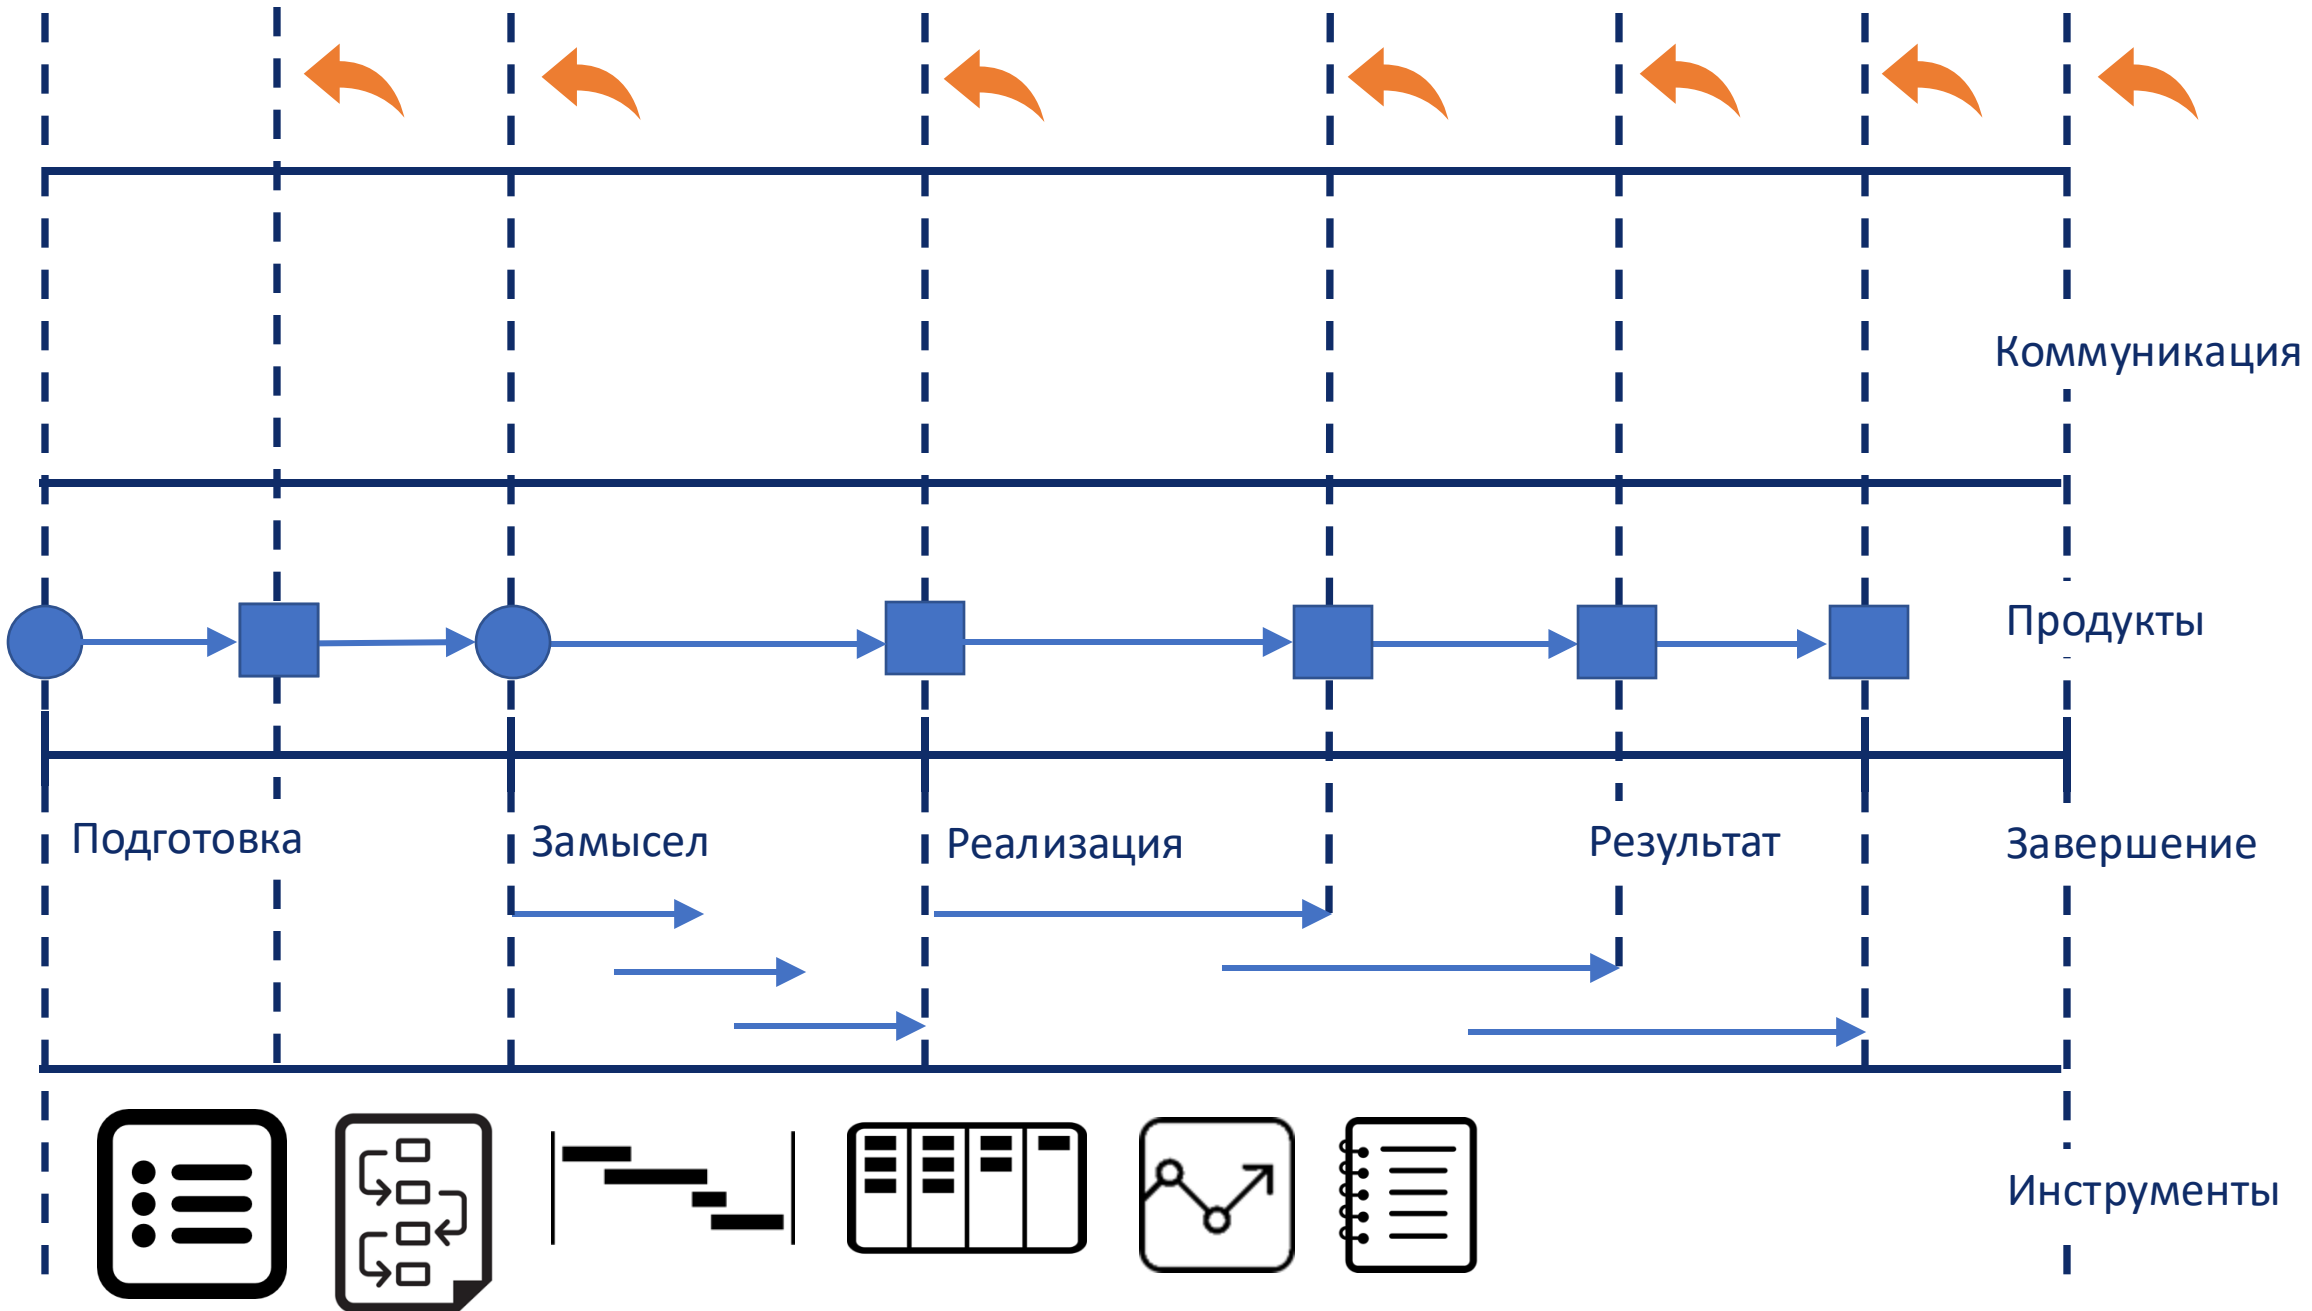 Коммуникация
Продукты
Подготовка
Замысел
Реализация
Результат
Завершение
Инструменты